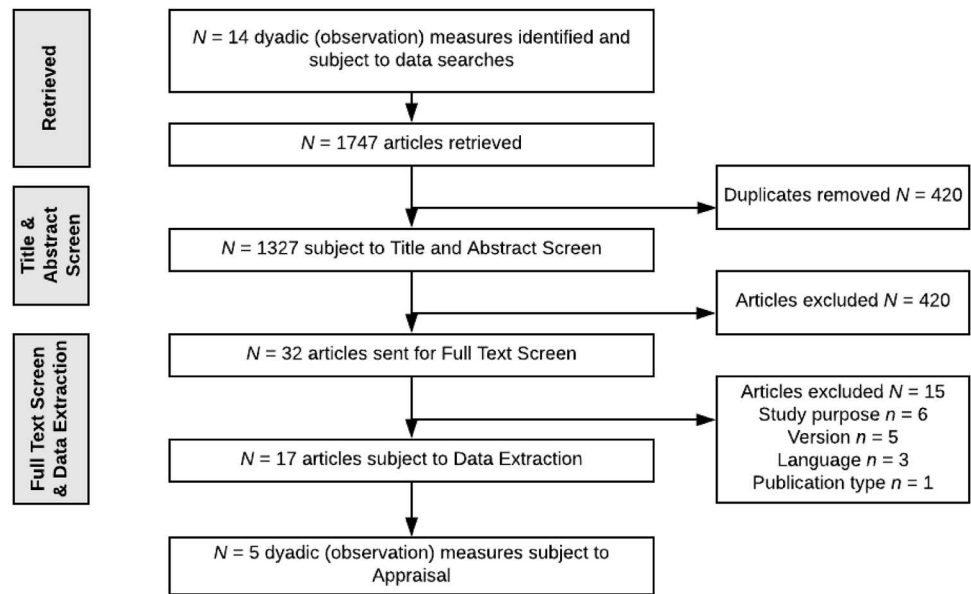 Retrieved
N = 14 dyadic (observation) measures identified and
subject to data searches
N = 1747 articles retrieved
Duplicates removed N = 420
Title &
Abstract
Screen
N = 1327 subject to Title and Abstract Screen
Articles excluded N = 420
Full Text Screen
& Data Extraction
N = 32 articles sent for Full Text Screen
Articles excluded N = 15
Study purpose n = 6
Version n = 5
Language n = 3
Publication type n = 1
N = 17 articles subject to Data Extraction
N = 5 dyadic (observation) measures subject to
Appraisal